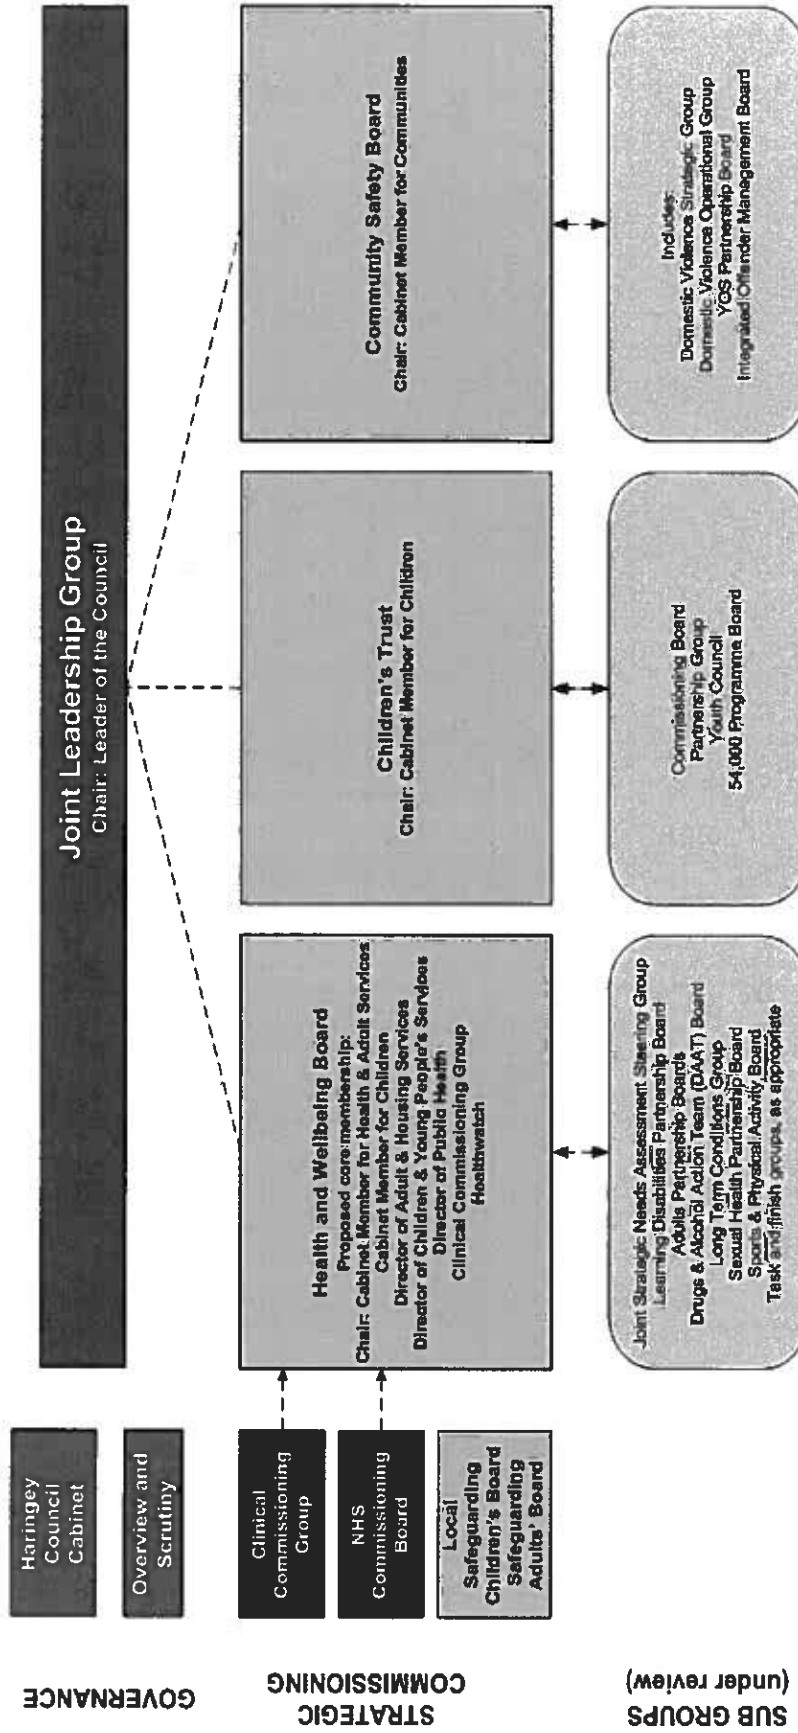 GOVERNANCE
Haringey
Council
Cabinet
Overview and
Scrutiny
Joint Leadership Group
Chair: Leader of the Council
STRATEGIC
COMMISSIONING
Clinical
Commissioning
Group
NHS
Commissioning
Board
Local
Safeguarding
Children's Board
Safeguarding
Adults' Board
Health and Wellbeing Board
Proposed core membership:
Chair: Cabinet Member for Health & Adult Services
Cabinet Member for Children
Director of Adult & Housing Services
Director of Children & Young People's Services
Director of Public Health
Clinical Commissioning Group
Healthwatch
Children's Trust
Chair: Cabinet Member for Children
Community Safety Board
Chair: Cabinet Member for Communities
SUB GROUPS
(under review)
Joint Strategic Needs Assessment Steering Group
Learning Disabilities Partnership Board
Adults Partnership Boards
Drugs & Alcohol Action Team (DAAT) Board
Long Term Conditions Group
Sexual Health Partnership Board
Sports & Physical Activity Board
Task and finish groups, as appropriate
Commissioning Board
Partnership Group
Youth Council
54,000 Programme Board
Includes:
Domestic Violence Strategic Group
Domestic Violence Operational Group
YOS Partnership Board
Integrated Offender Management Board